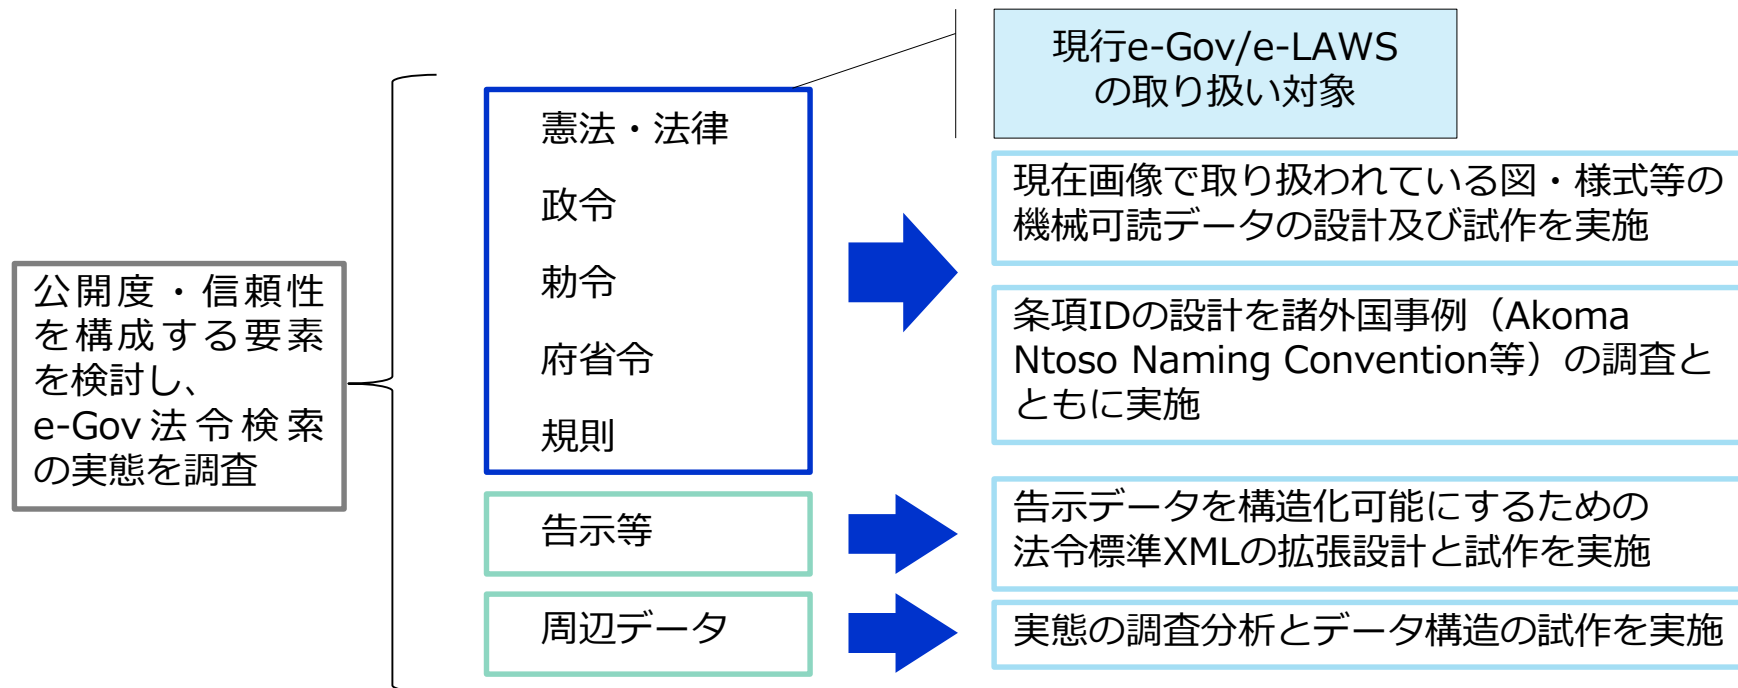 公開度・信頼性
を構成する要素
を検討し、
e-Gov法令検索
の実態を調査
憲法・法律
政令
勅令
府省令
規則
告示等
周辺データ
現行e-Gov/e-LAWS
の取り扱い対象
現在画像で取り扱われている図・様式等の
機械可読データの設計及び試作を実施
条項IDの設計を諸外国事例（Akoma
Ntoso Naming Convention等）の調査と
ともに実施
告示データを構造化可能にするための
法令標準XMLの拡張設計と試作を実施
実態の調査分析とデータ構造の試作を実施